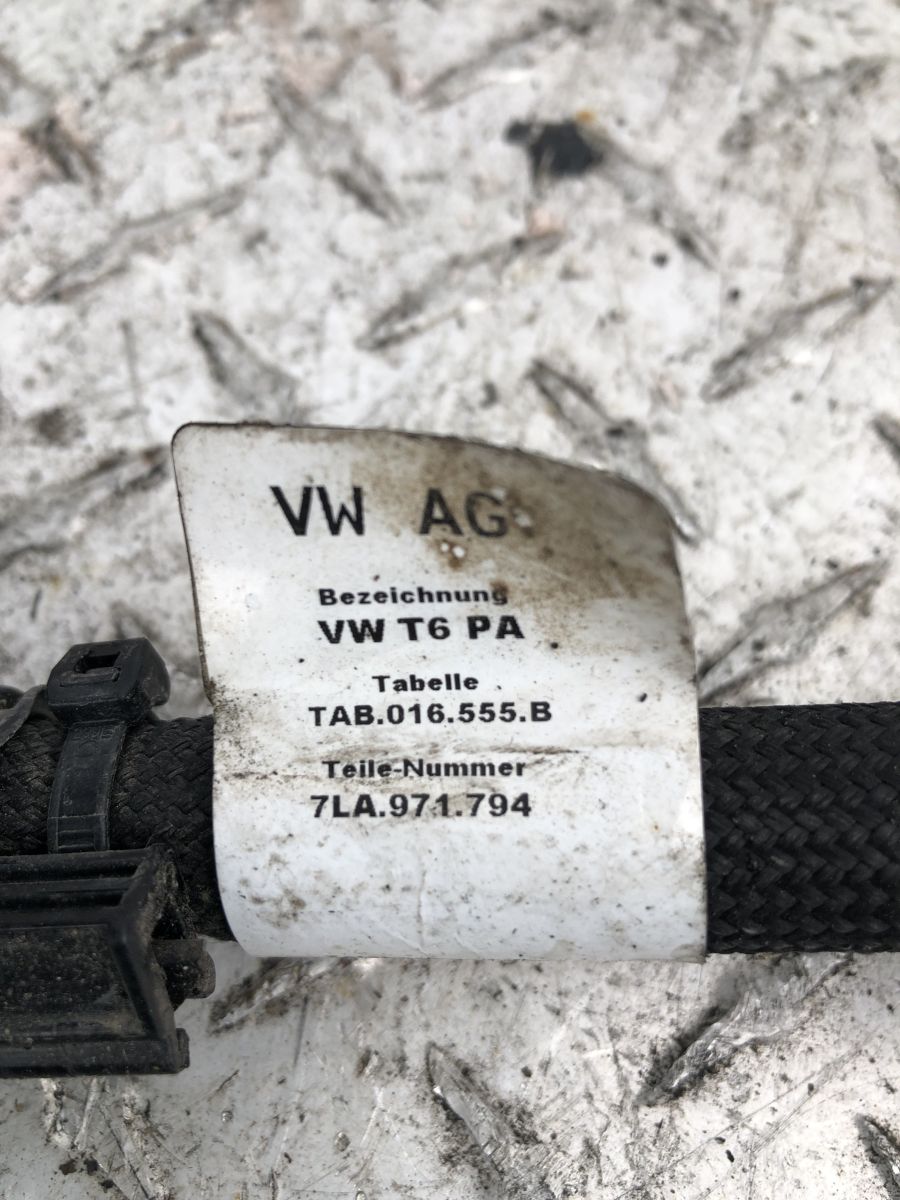 VW AG
Bezeichnung
VW T6 PA
Tabelle
TAB.016.555.B
Teile-Nummer
7LA.971.794